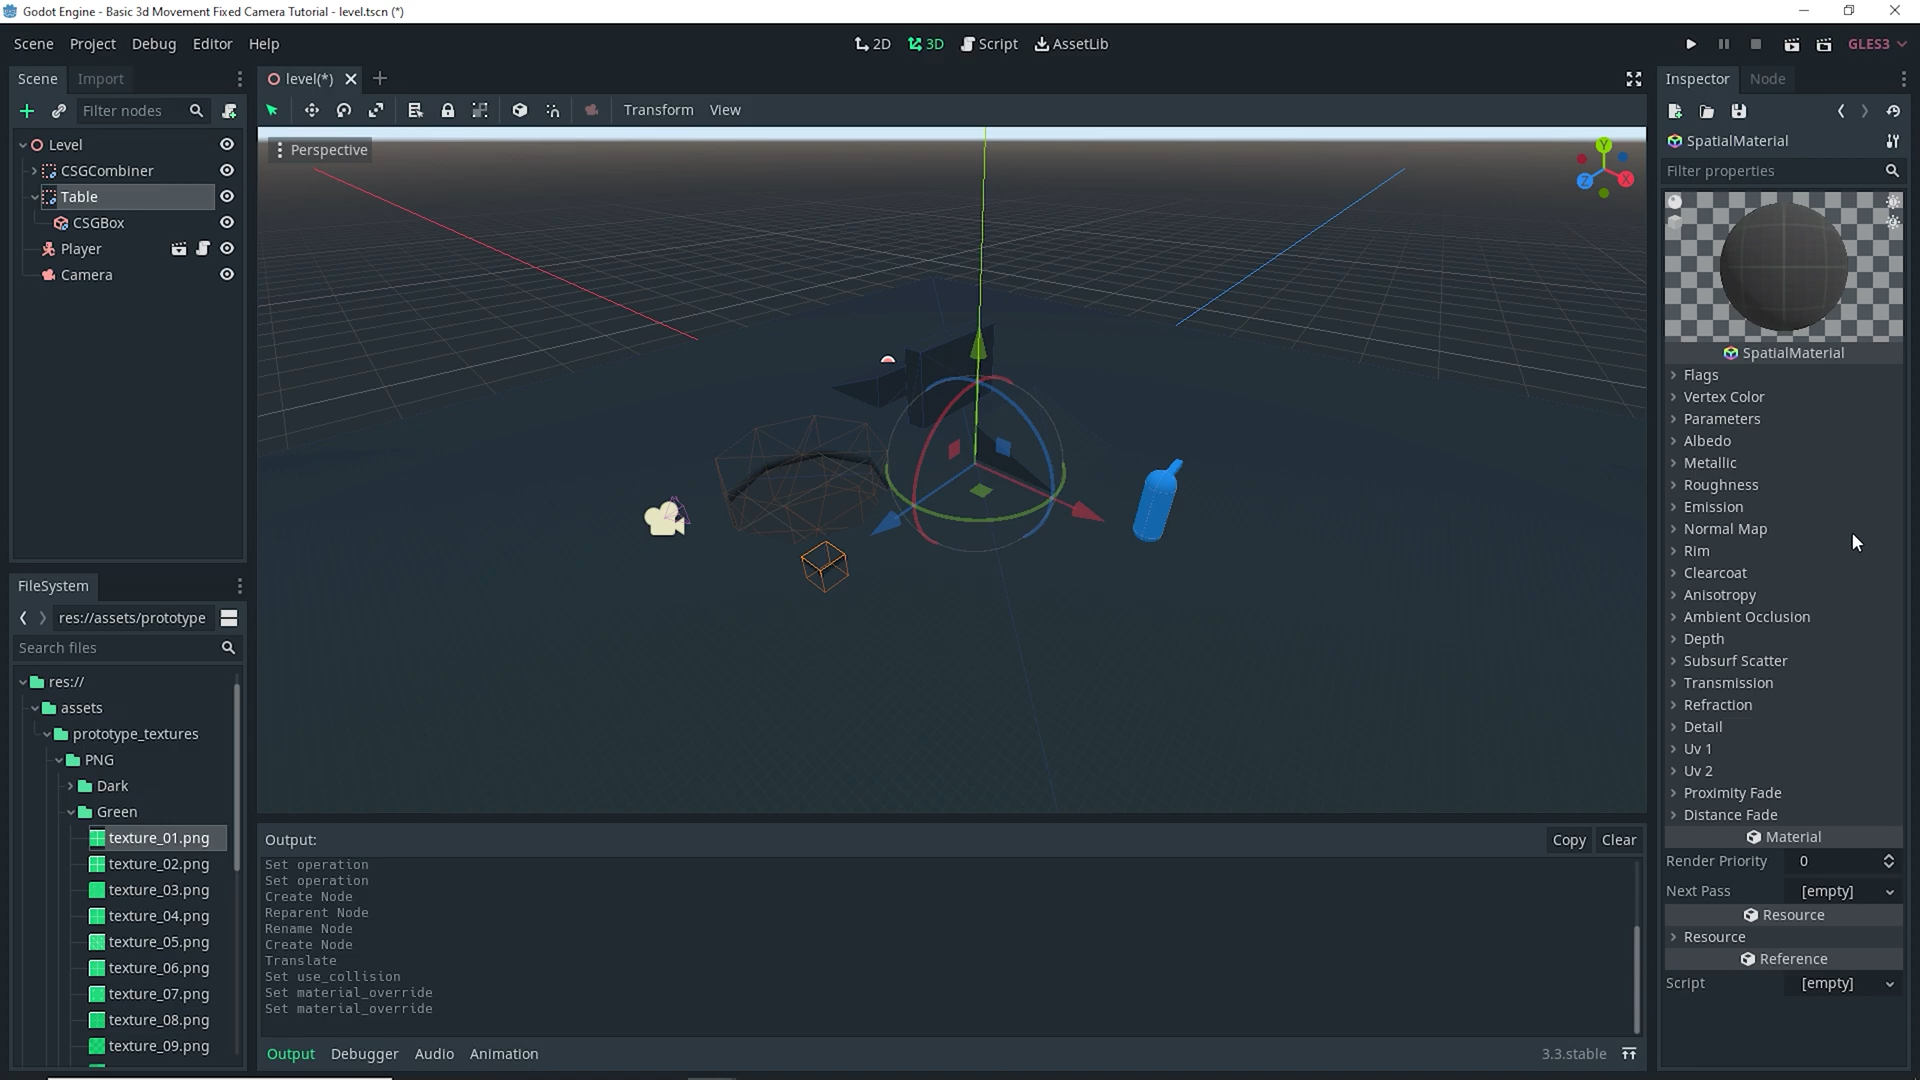 Godot Engine - Basic 3d Movement Fixed Camera Tutorial - level.tscn (*)
Scene Project Debug Editor Help
2D 3D Script AssetLib
GLES3
Scene Import
Filter nodes
Level
CSGCombiner
Table
CSGBox
Player
Camera
FileSystem
res://assets/prototype
Search files
res://
assets
prototype_textures
PNG
Dark
Green
texture_01.png
texture_02.png
texture_03.png
texture_04.png
texture_05.png
texture_06.png
texture_07.png
texture_08.png
texture_09.png
level(*)
Transform View
Perspective
Y
X
Z
Output:
Copy Clear
Set operation
Set operation
Create Node
Reparent Node
Rename Node
Create Node
Translate
Set use_collision
Set material_override
Set material_override
Output Debugger Audio Animation
3.3.stable
Inspector Node
SpatialMaterial
Filter properties
SpatialMaterial
Flags
Vertex Color
Parameters
Albedo
Metallic
Roughness
Emission
Normal Map
Rim
Clearcoat
Anisotropy
Ambient Occlusion
Depth
Subsurf Scatter
Transmission
Refraction
Detail
Uv 1
Uv 2
Proximity Fade
Distance Fade
Material
Render Priority 0
Next Pass [empty]
Resource
Resource
Reference
Script [empty]